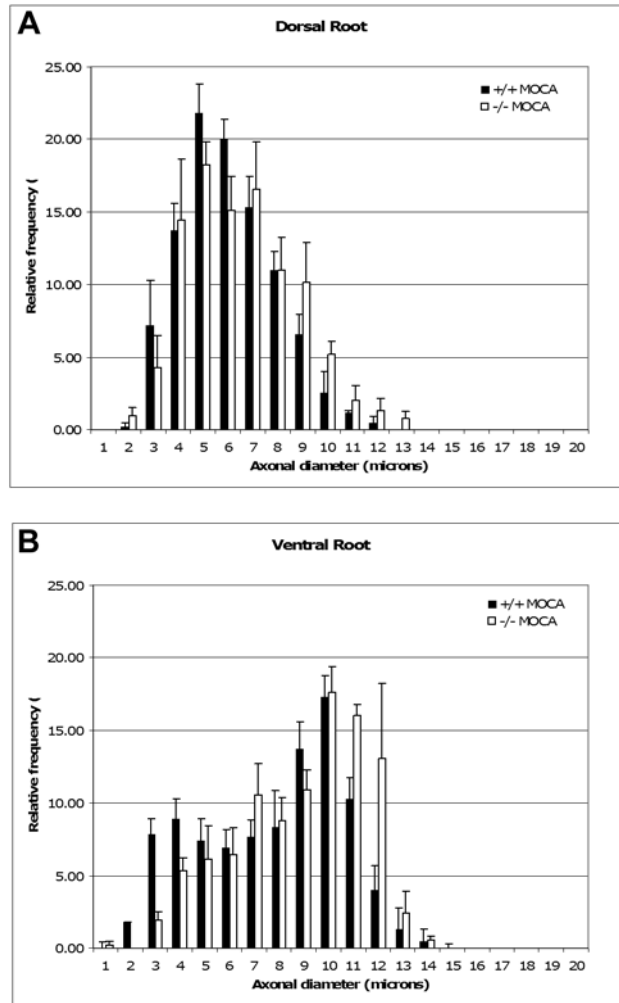 A
Dorsal Root
25.00
20.00
15.00
10.00
5.00
0.00
Relative frequency (
+/+ MOCA
-/- MOCA
1 2 3 4 5 6 7 8 9 10 11 12 13 14 15 16 17 18 19 20
Axonal diameter (microns)
B
Ventral Root
25.00
20.00
15.00
10.00
5.00
0.00
Relative frequency (
+/+ MOCA
-/- MOCA
1 2 3 4 5 6 7 8 9 10 11 12 13 14 15 16 17 18 19 20
Axonal diameter (microns)